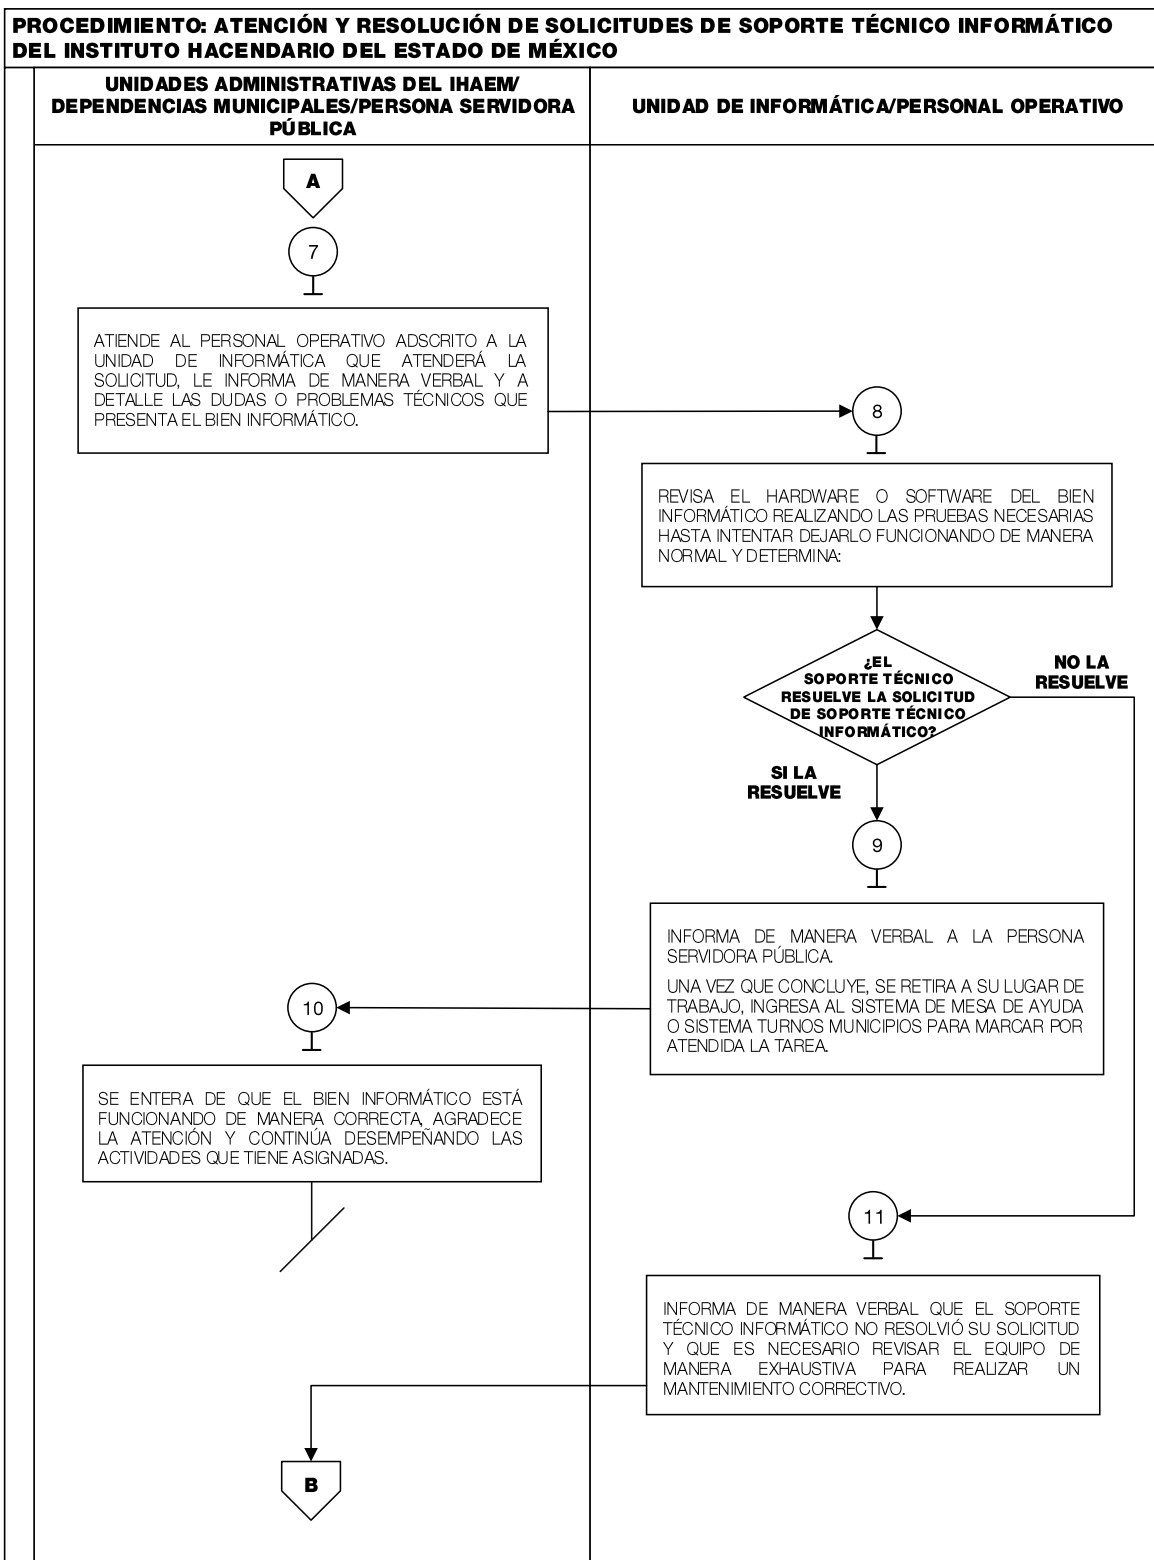 PROCEDIMIENTO: ATENCIÓN Y RESOLUCIÓN DE SOLICITUDES DE SOPORTE TÉCNICO INFORMÁTICO
DEL INSTITUTO HACENDARIO DEL ESTADO DE MÉXICO
UNIDADES ADMINISTRATIVAS DEL IHAEM/
DEPENDENCIAS MUNICIPALES/PERSONA SERVIDORA
PÚBLICA
UNIDAD DE INFORMÁTICA/PERSONAL OPERATIVO
A
7
ATIENDE AL PERSONAL OPERATIVO ADSCRITO A LA
UNIDAD DE INFORMÁTICA QUE ATENDERÁ LA
SOLICITUD, LE INFORMA DE MANERA VERBAL Y A
DETALLE LAS DUDAS O PROBLEMAS TÉCNICOS QUE
PRESENTA EL BIEN INFORMÁTICO.
8
REVISA EL HARDWARE O SOFTWARE DEL BIEN
INFORMÁTICO REALIZANDO LAS PRUEBAS NECESARIAS
HASTA INTENTAR DEJARLO FUNCIONANDO DE MANERA
NORMAL Y DETERMINA:
¿EL
SOPORTE TÉCNICO
RESUELVE LA SOLICITUD
DE SOPORTE TÉCNICO
INFORMÁTICO?
NO LA
RESUELVE
SI LA
RESUELVE
9
INFORMA DE MANERA VERBAL A LA PERSONA
SERVIDORA PÚBLICA.
UNA VEZ QUE CONCLUYE, SE RETIRA A SU LUGAR DE
TRABAJO, INGRESA AL SISTEMA DE MESA DE AYUDA
O SISTEMA TURNOS MUNICIPIOS PARA MARCAR POR
ATENDIDA LA TAREA.
10
SE ENTERA DE QUE EL BIEN INFORMÁTICO ESTÁ
FUNCIONANDO DE MANERA CORRECTA, AGRADECE
LA ATENCIÓN Y CONTINÚA DESEMPEÑANDO LAS
ACTIVIDADES QUE TIENE ASIGNADAS.
11
INFORMA DE MANERA VERBAL QUE EL SOPORTE
TÉCNICO INFORMÁTICO NO RESOLVIÓ SU SOLICITUD
Y QUE ES NECESARIO REVISAR EL EQUIPO DE
MANERA EXHAUSTIVA PARA REALIZAR UN
MANTENIMIENTO CORRECTIVO.
B